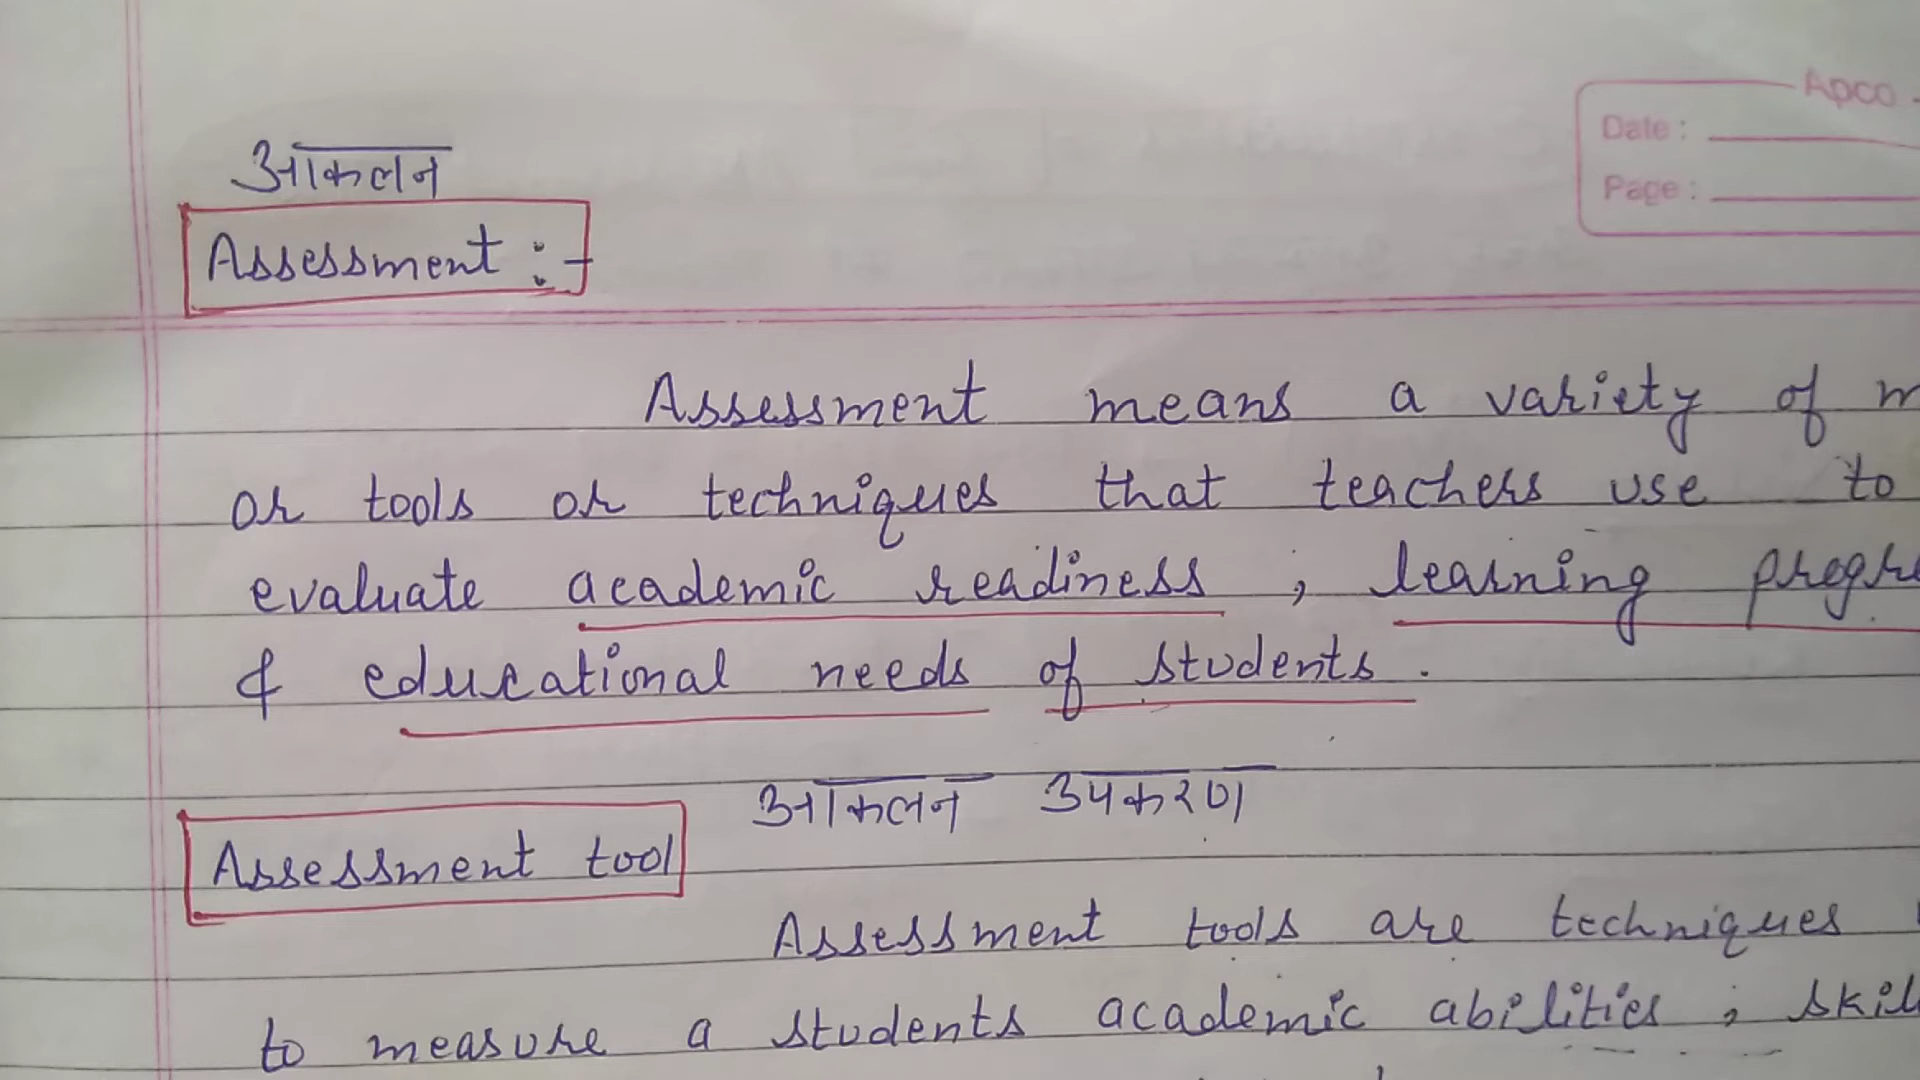 Apco
Date :
Page :
आकलन
Assessment :-
Assessment means a variety of
or tools or techniques that teachers use to
evaluate academic readiness , learning
& educational needs of students .
आकलन उपकरण
Assessment tool
Assessment tools are techniques
to measure a students academic abilities ,